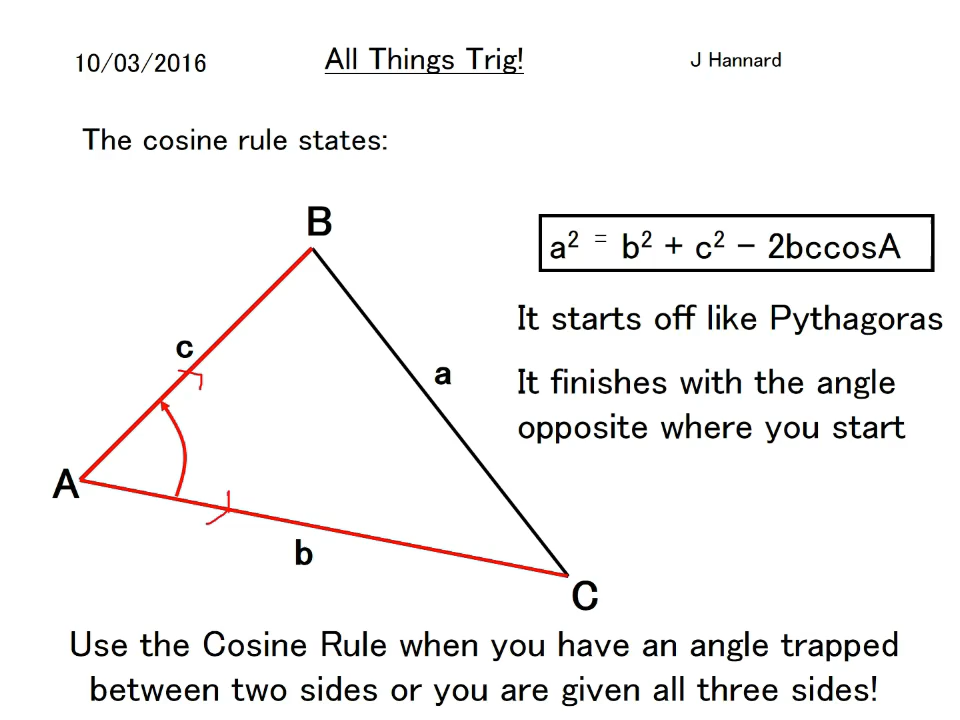 10/03/2016 All Things Trig! J Hannard
The cosine rule states:
B
a² = b² + c² − 2bccosA
It starts off like Pythagoras
c
a
It finishes with the angle
opposite where you start
A
b
C
Use the Cosine Rule when you have an angle trapped
between two sides or you are given all three sides!